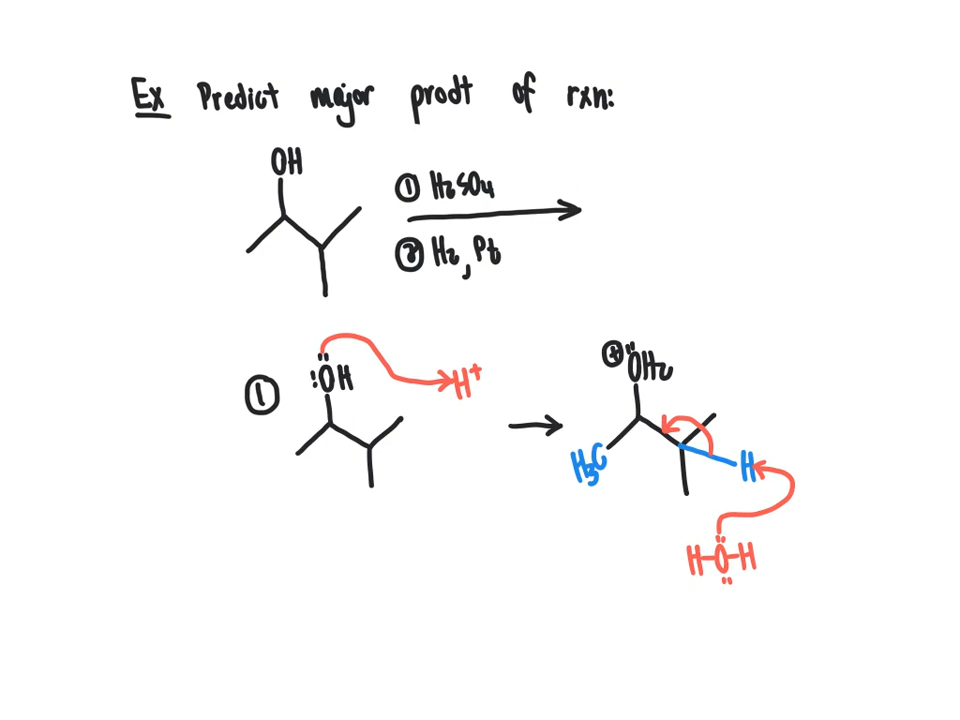 Ex Predict major prodt of rxn:
OH
① H₂SO₄
② H₂, Pt
① :ÖH H⁺
⊕ ÖH₂
H₃C H
H-O-H